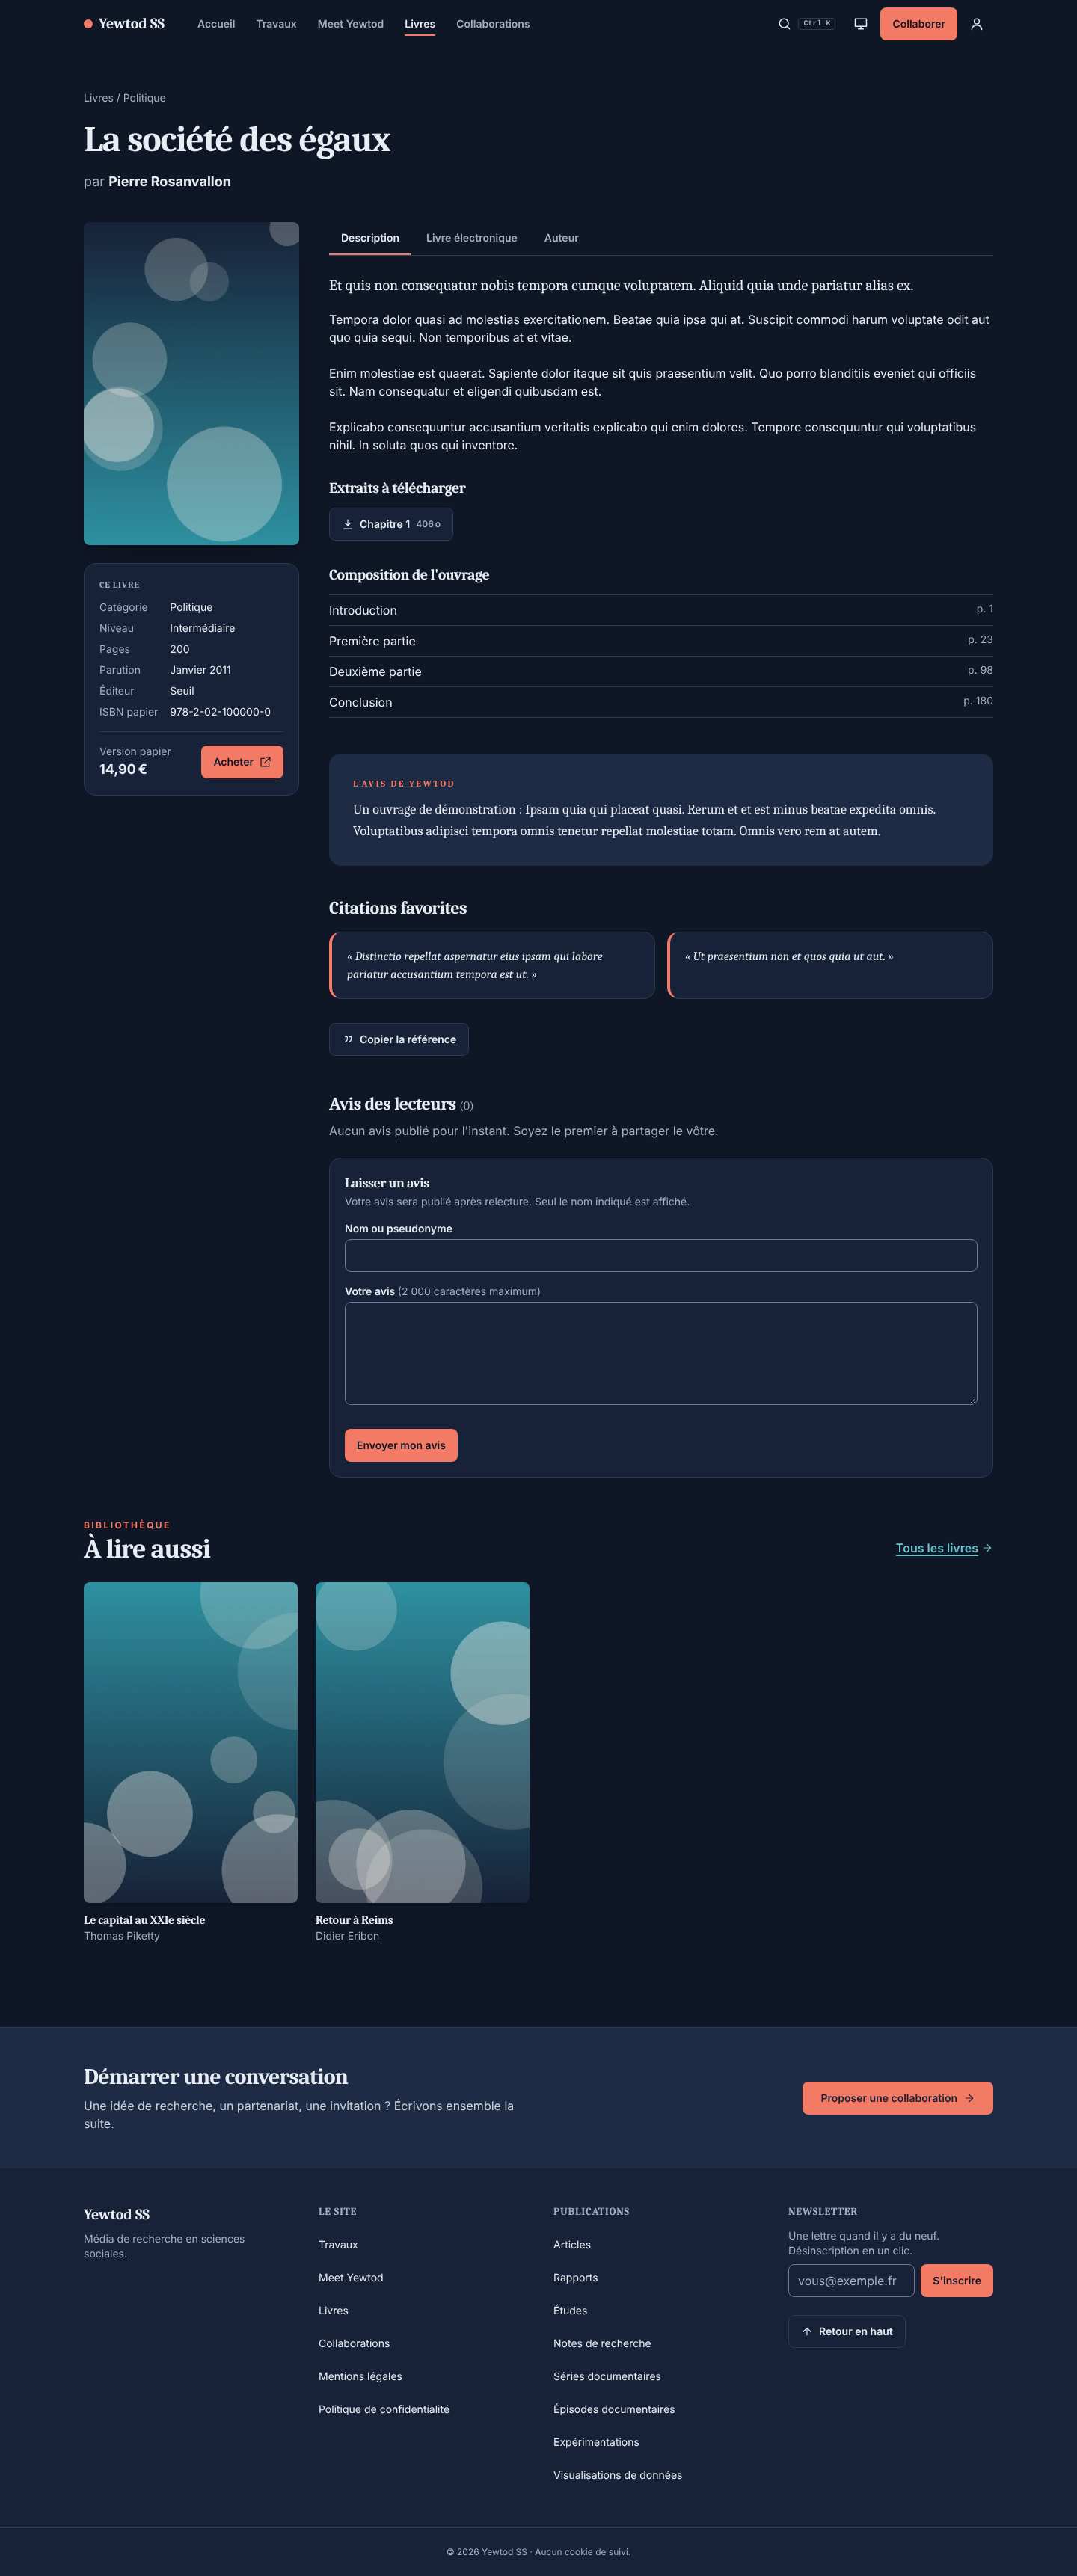 Yewtod SS
Accueil
Travaux
Meet Yewtod
Livres
Collaborations
Ctrl K
Collaborer
Livres / Politique
La société des égaux
par Pierre Rosanvallon
Description
Livre électronique
Auteur
Et quis non consequatur nobis tempora cumque voluptatem. Aliquid quia unde pariatur alias ex.
Tempora dolor quasi ad molestias exercitationem. Beatae quia ipsa qui at. Suscipit commodi harum voluptate odit aut
quo quia sequi. Non temporibus at et vitae.
Enim molestiae est quaerat. Sapiente dolor itaque sit quis praesentium velit. Quo porro blanditiis eveniet qui officiis
sit. Nam consequatur et eligendi quibusdam est.
Explicabo consequuntur accusantium veritatis explicabo qui enim dolores. Tempore consequuntur qui voluptatibus
nihil. In soluta quos qui inventore.
Extraits à télécharger
Chapitre 1 406 o
CE LIVRE
Catégorie Politique
Niveau Intermédiaire
Pages 200
Parution Janvier 2011
Éditeur Seuil
ISBN papier 978-2-02-100000-0
Version papier
14,90 €
Acheter
Composition de l'ouvrage
Introduction p. 1
Première partie p. 23
Deuxième partie p. 98
Conclusion p. 180
L'AVIS DE YEWTOD
Un ouvrage de démonstration : Ipsam quia qui placeat quasi. Rerum et et est minus beatae expedita omnis.
Voluptatibus adipisci tempora omnis tenetur repellat molestiae totam. Omnis vero rem at autem.
Citations favorites
« Distinctio repellat aspernatur eius ipsam qui labore
pariatur accusantium tempora est ut. »
« Ut praesentium non et quos quia ut aut. »
Copier la référence
Avis des lecteurs (0)
Aucun avis publié pour l'instant. Soyez le premier à partager le vôtre.
Laisser un avis
Votre avis sera publié après relecture. Seul le nom indiqué est affiché.
Nom ou pseudonyme
Votre avis (2 000 caractères maximum)
Envoyer mon avis
BIBLIOTHÈQUE
À lire aussi
Tous les livres
Le capital au XXIe siècle
Thomas Piketty
Retour à Reims
Didier Eribon
Démarrer une conversation
Une idée de recherche, un partenariat, une invitation ? Écrivons ensemble la
suite.
Proposer une collaboration
Yewtod SS
Média de recherche en sciences
sociales.
LE SITE
Travaux
Meet Yewtod
Livres
Collaborations
Mentions légales
Politique de confidentialité
PUBLICATIONS
Articles
Rapports
Études
Notes de recherche
Séries documentaires
Épisodes documentaires
Expérimentations
Visualisations de données
NEWSLETTER
Une lettre quand il y a du neuf.
Désinscription en un clic.
vous@exemple.fr
S'inscrire
Retour en haut
© 2026 Yewtod SS · Aucun cookie de suivi.